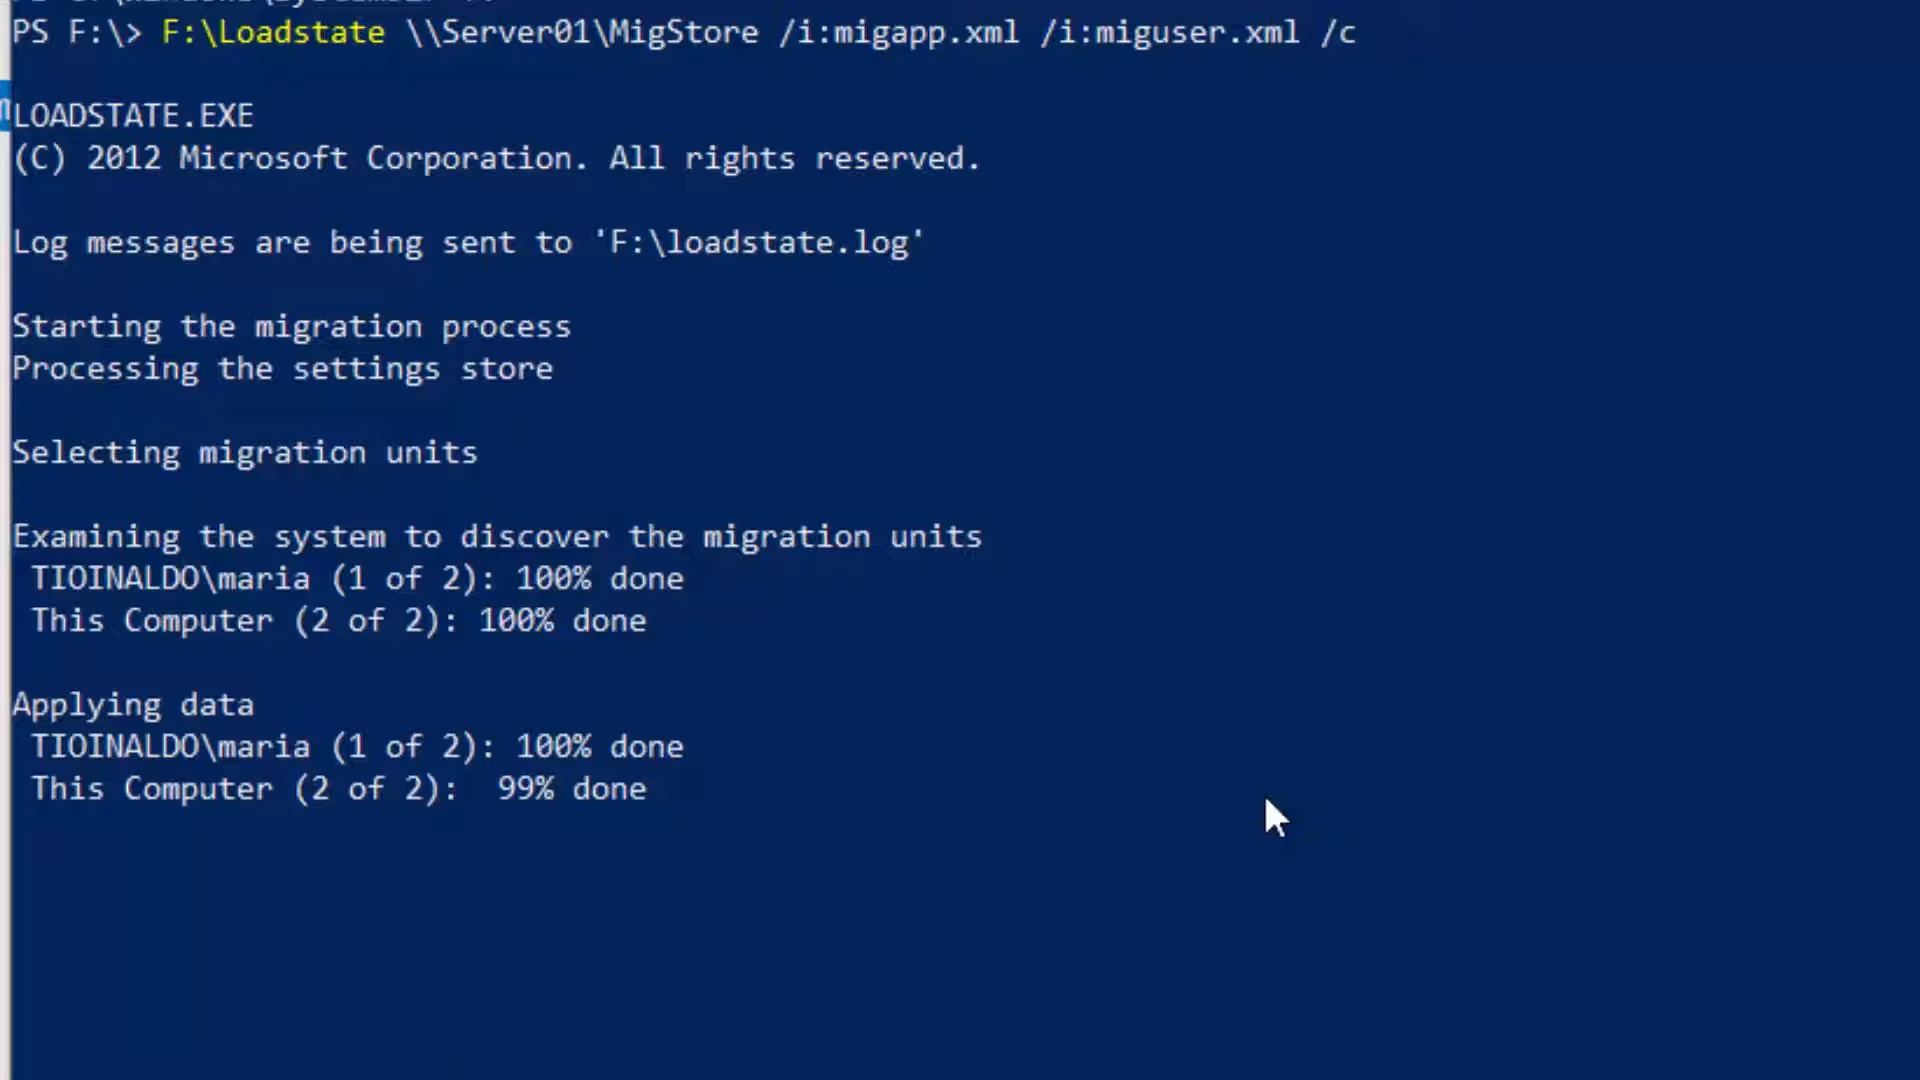 PS F:\> F:\Loadstate \\Server01\MigStore /i:migapp.xml /i:miguser.xml /c
LOADSTATE.EXE
(C) 2012 Microsoft Corporation. All rights reserved.
Log messages are being sent to 'F:\loadstate.log'
Starting the migration process
Processing the settings store
Selecting migration units
Examining the system to discover the migration units
TIOINALDO\maria (1 of 2): 100% done
This Computer (2 of 2): 100% done
Applying data
TIOINALDO\maria (1 of 2): 100% done
This Computer (2 of 2):  99% done